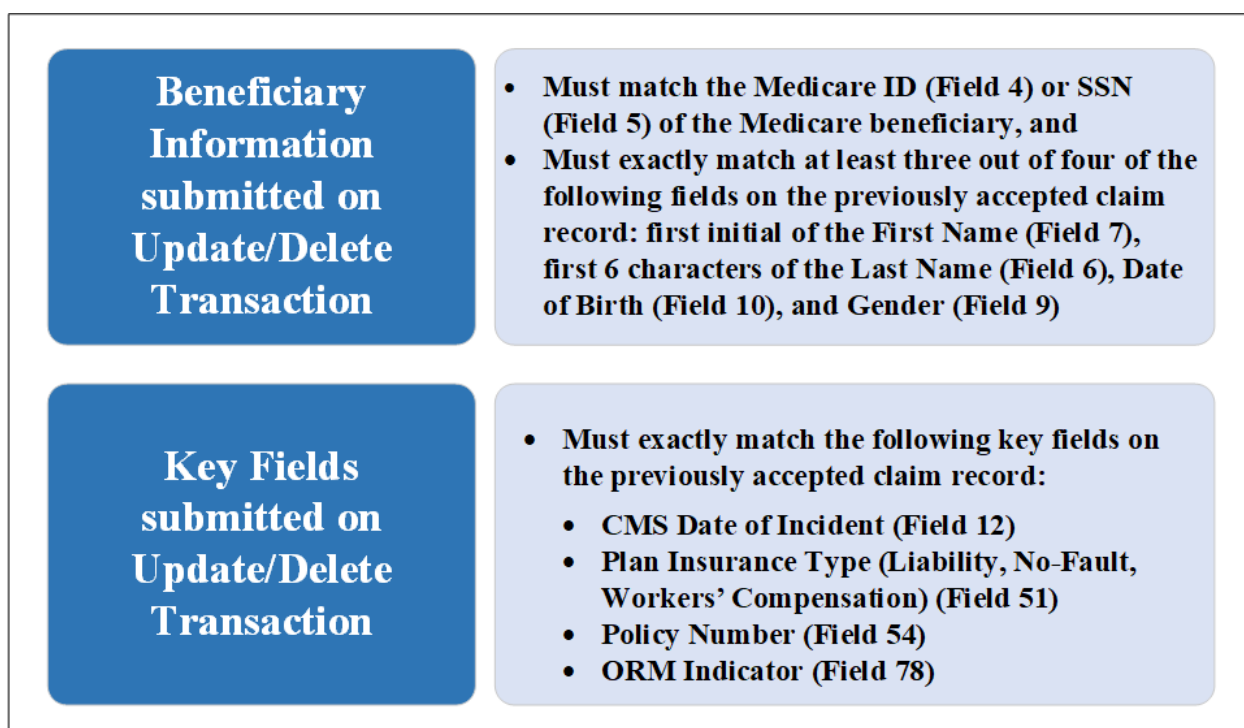 Beneficiary
Information
submitted on
Update/Delete
Transaction
• Must match the Medicare ID (Field 4) or SSN
(Field 5) of the Medicare beneficiary, and
• Must exactly match at least three out of four of the
following fields on the previously accepted claim
record: first initial of the First Name (Field 7),
first 6 characters of the Last Name (Field 6), Date
of Birth (Field 10), and Gender (Field 9)
Key Fields
submitted on
Update/Delete
Transaction
• Must exactly match the following key fields on
the previously accepted claim record:
• CMS Date of Incident (Field 12)
• Plan Insurance Type (Liability, No-Fault,
Workers’ Compensation) (Field 51)
• Policy Number (Field 54)
• ORM Indicator (Field 78)